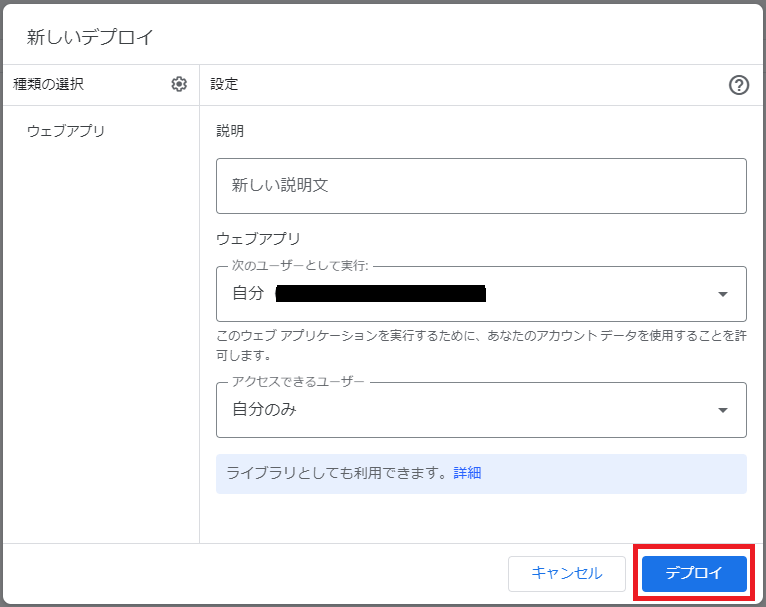 新しいデプロイ
種類の選択
設定
ウェブアプリ
説明
新しい説明文
ウェブアプリ
次のユーザーとして実行:
自分
このウェブ アプリケーションを実行するために、あなたのアカウント データを使用することを許
可します。
アクセスできるユーザー
自分のみ
ライブラリとしても利用できます。詳細
キャンセル
デプロイ